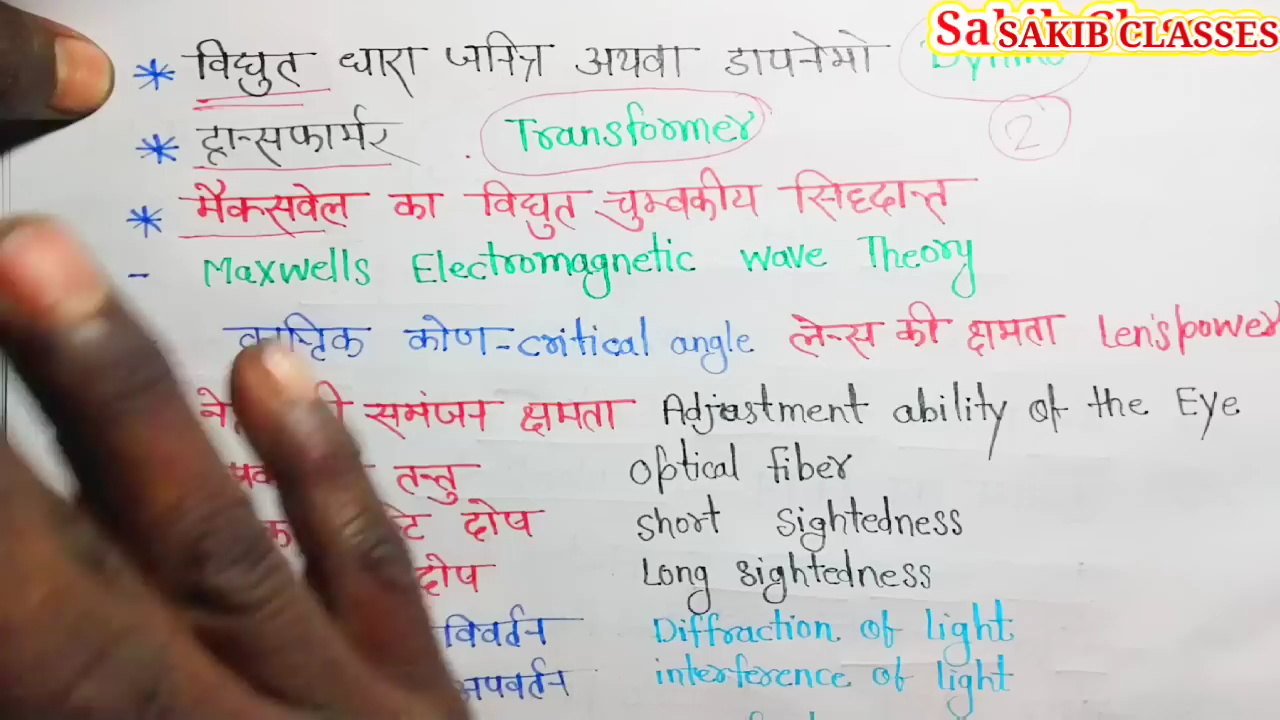 SAKIB CLASSES
* विद्युत धारा जनित्र अथवा डायनेमो
* ट्रान्सफार्मर Transformer 2
* मैक्सवेल का विद्युत चुम्बकीय सिद्धदान्त
- Maxwells Electromagnetic wave Theory
कोण - critical angle लेन्स की क्षमता Len's power
समंजन क्षमता Adjustment ability of the Eye
तन्तु optical fiber
दोष short sightedness
दोष Long sightedness
विवर्तन Diffraction of light
अपवर्तन interference of light